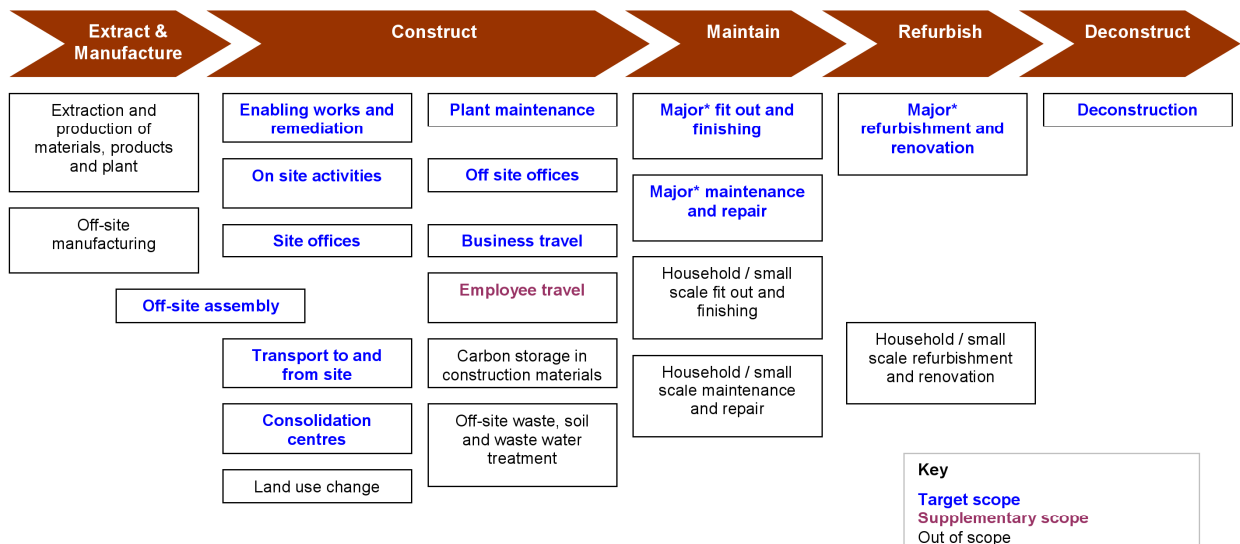 Extract &
Manufacture
Construct
Maintain
Refurbish
Deconstruct
Extraction and
production of
materials, products
and plant
Off-site
manufacturing
Off-site assembly
Enabling works and
remediation
On site activities
Site offices
Transport to and
from site
Consolidation
centres
Land use change
Plant maintenance
Off site offices
Business travel
Employee travel
Carbon storage in
construction materials
Off-site waste, soil
and waste water
treatment
Major* fit out and
finishing
Major* maintenance
and repair
Household / small
scale fit out and
finishing
Household / small
scale maintenance
and repair
Major*
refurbishment and
renovation
Household / small
scale refurbishment
and renovation
Deconstruction
Key
Target scope
Supplementary scope
Out of scope